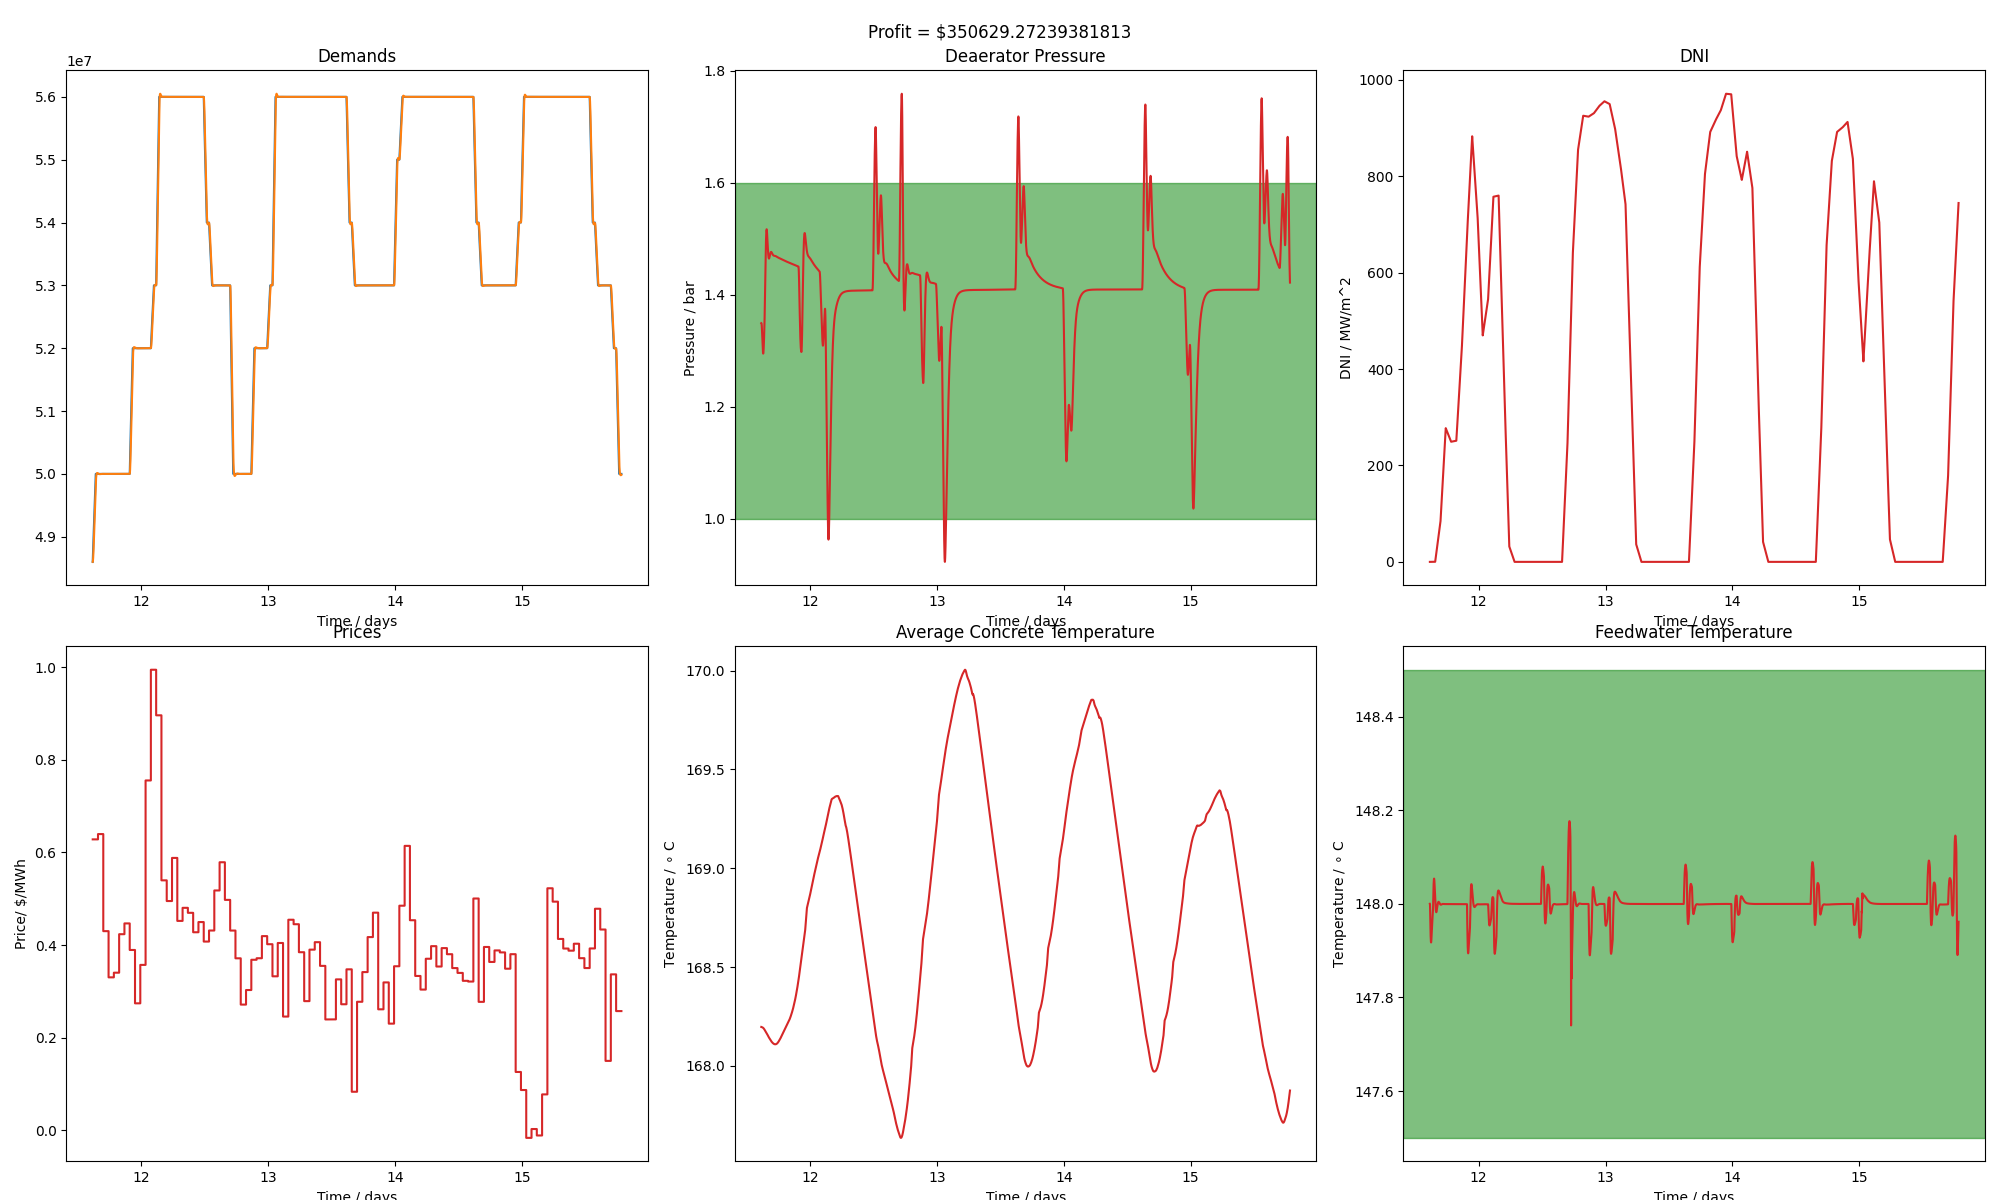 Profit = $350629.27239381813
Demands
1e7
5.6
5.5
5.4
5.3
5.2
5.1
5.0
4.9
12 13 14 15
Time / days
Deaerator Pressure
Pressure / bar
1.8
1.6
1.4
1.2
1.0
12 13 14 15
Time / days
DNI
DNI / MW/m^2
1000
800
600
400
200
0
12 13 14 15
Time / days
Prices
Price/ $/MWh
1.0
0.8
0.6
0.4
0.2
0.0
12 13 14 15
Time / days
Average Concrete Temperature
Temperature / ∘ C
170.0
169.5
169.0
168.5
168.0
12 13 14 15
Time / days
Feedwater Temperature
Temperature / ∘ C
148.4
148.2
148.0
147.8
147.6
12 13 14 15
Time / days